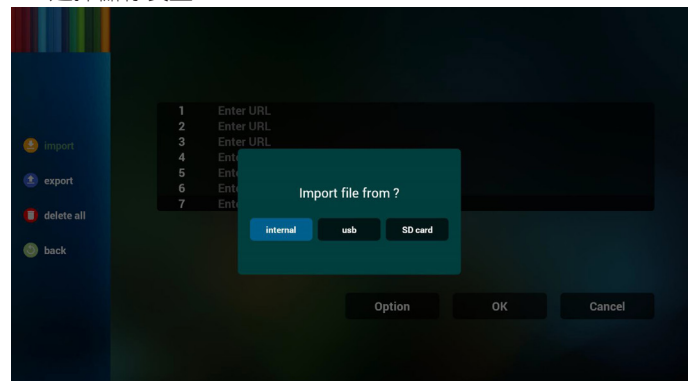 import
export
delete all
back
1 Enter URL
2 Enter URL
3 Enter URL
4 Ente
5 Ente
6 Ente
7 Ente
Import file from ?
internal usb SD card
Option OK Cancel